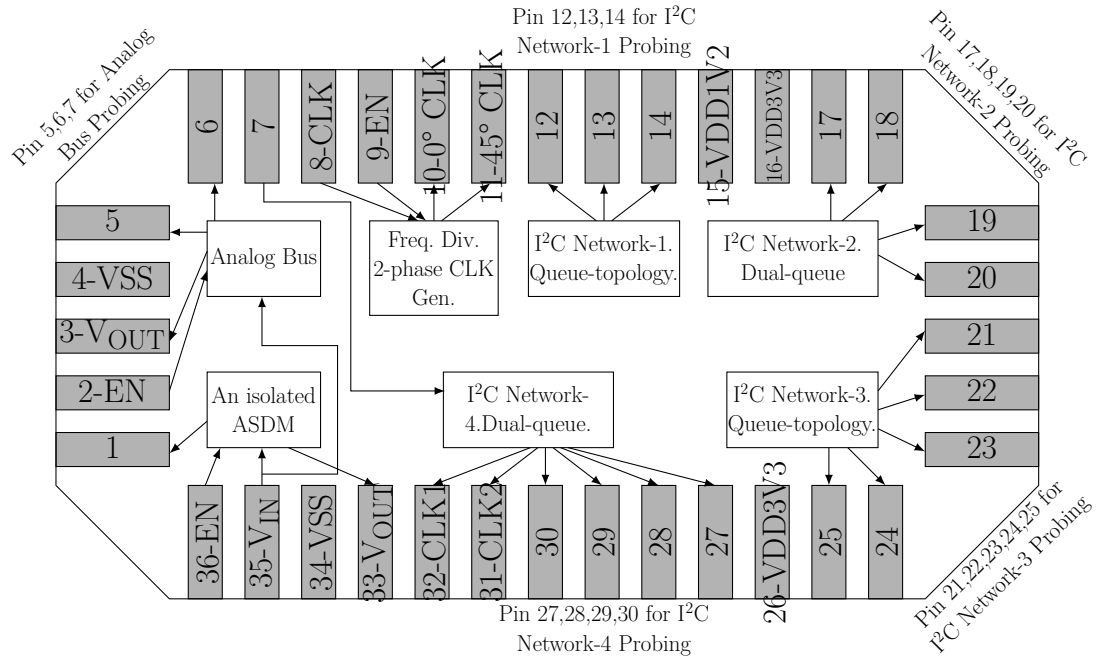 Pin 12,13,14 for I²C
Network-1 Probing
Pin 5,6,7 for Analog
Bus Probing
Pin 17,18,19,20 for I²C
Network-2 Probing
6
7
8-CLK
9-EN
10-0° CLK
11-45° CLK
12
13
14
15-VDD1V2
16-VDD3V3
17
18
5
4-VSS
3-V_OUT
2-EN
1
Analog Bus
Freq. Div.
2-phase CLK
Gen.
I²C Network-1.
Queue-topology.
I²C Network-2.
Dual-queue
19
20
21
22
23
An isolated
ASDM
I²C Network-
4.Dual-queue.
I²C Network-3.
Queue-topology.
36-EN
35-V_IN
34-VSS
33-V_OUT
32-CLK1
31-CLK2
30
29
28
27
26-VDD3V3
25
24
Pin 27,28,29,30 for I²C
Network-4 Probing
Pin 21,22,23,24,25 for
I²C Network-3 Probing